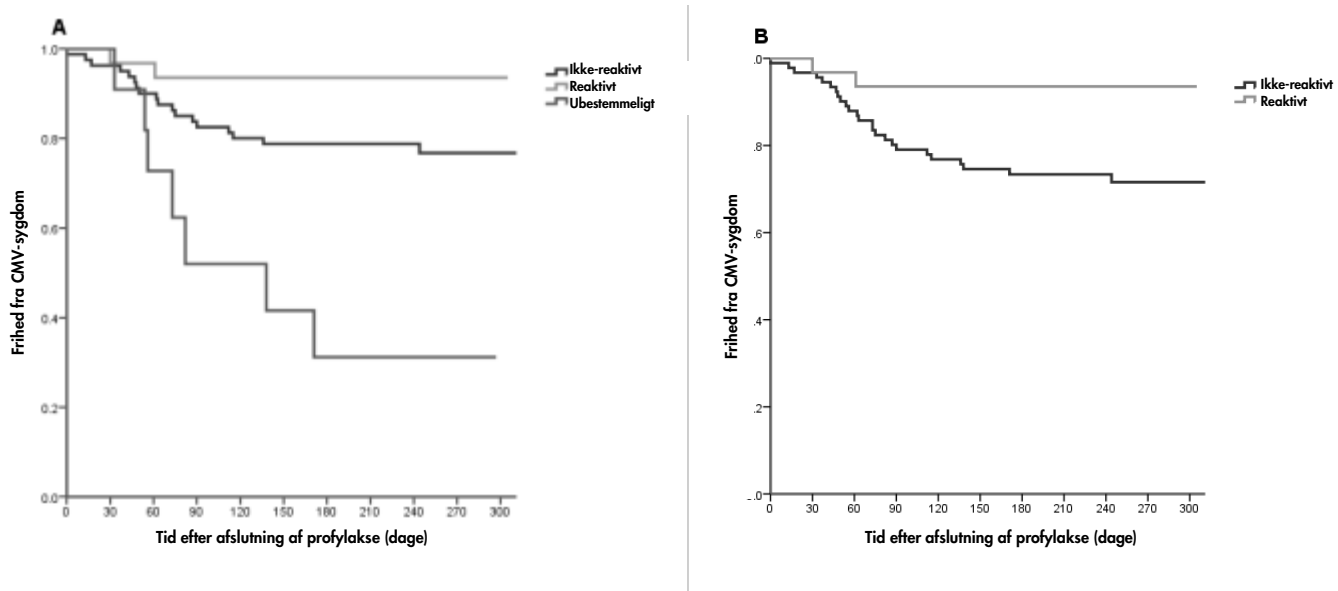 A
1.0
0.8
0.6
0.4
0.2
0.0
0 30 60 90 120 150 180 210 240 270 300
Frihed fra CMV-sygdom
Tid efter afslutning af profylakse (dage)
Ikke-reaktivt
Reaktivt
Ubestemmeligt
B
.0
.8
.6
.4
.2
.0
0 30 60 90 120 150 180 210 240 270 300
Frihed fra CMV-sygdom
Tid efter afslutning af profylakse (dage)
Ikke-reaktivt
Reaktivt